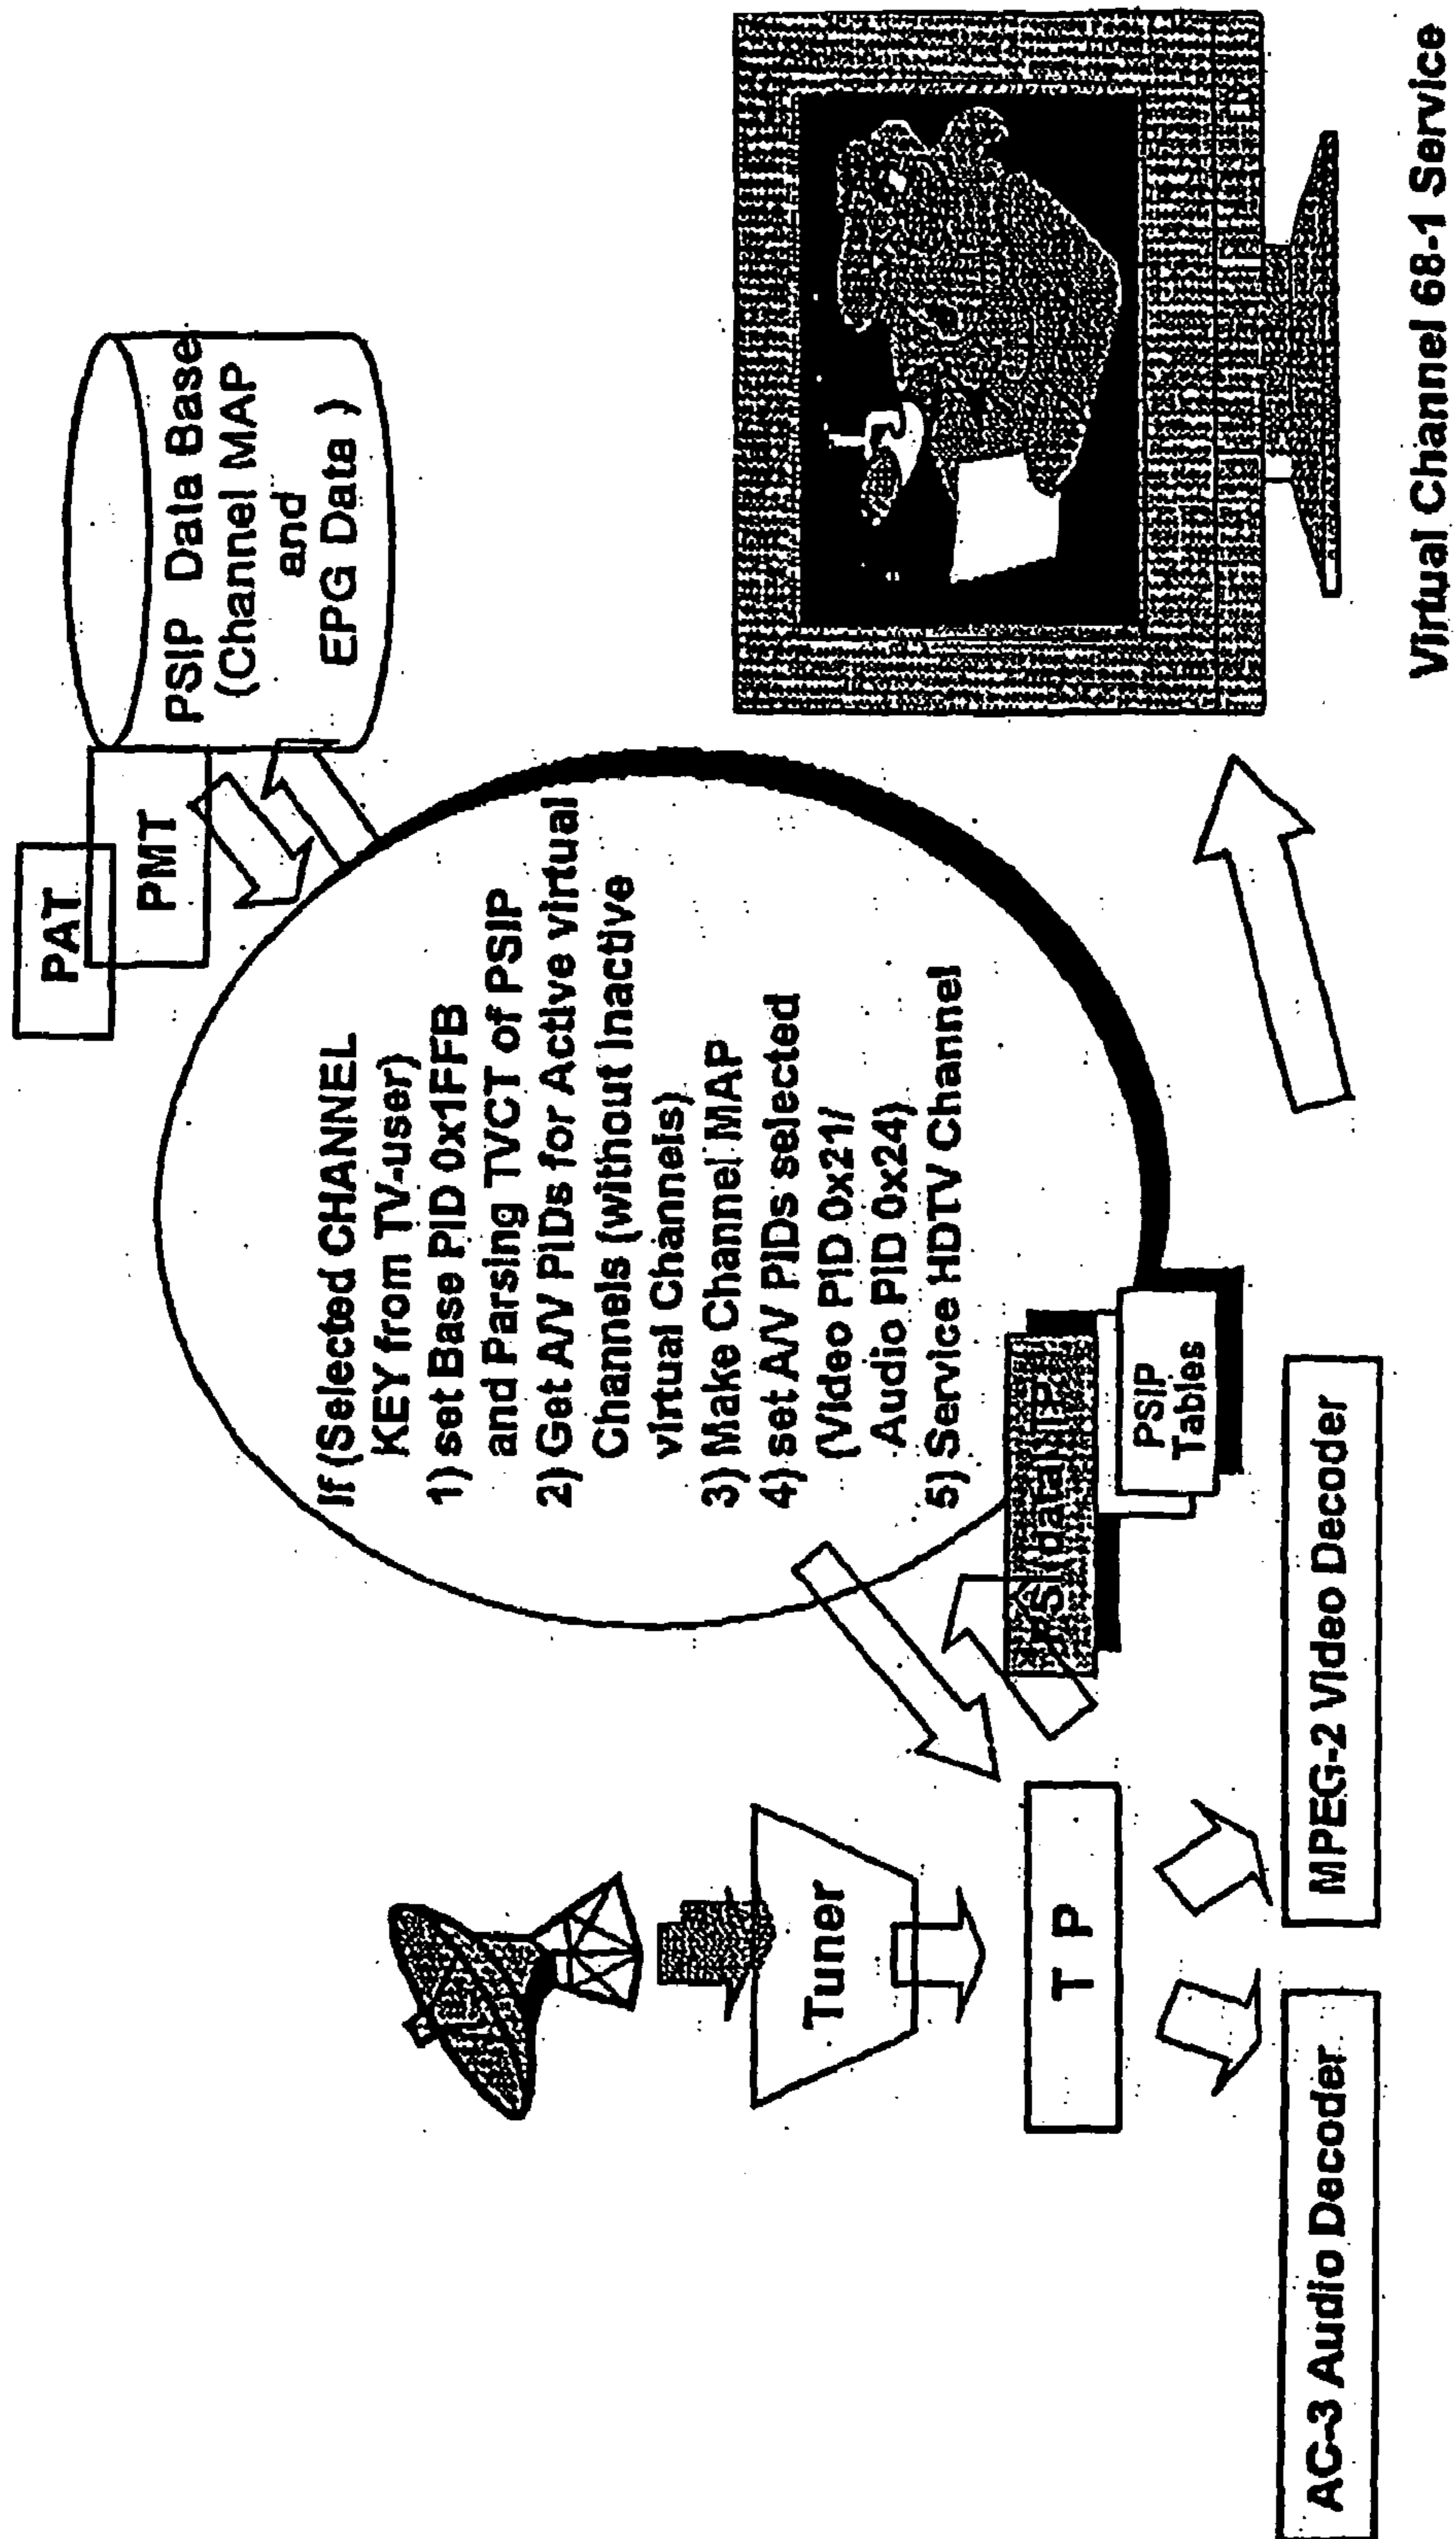 PAT
PMT
PSIP Data Base
(Channel MAP
and
EPG Data )
If (Selected CHANNEL
KEY from TV-user)
1) set Base PID 0x1FFB
and Parsing TVCT of PSIP
2) Get A/V PIDs for Active virtual
Channels (without Inactive
virtual Channels)
3) Make Channel MAP
4) set A/V PIDs selected
(Video PID 0x21/
Audio PID 0x24)
5) Service HDTV Channel
Tuner
T P
PSIP
Tables
MPEG-2 Video Decoder
AC-3 Audio Decoder
Virtual Channel 68-1 Service